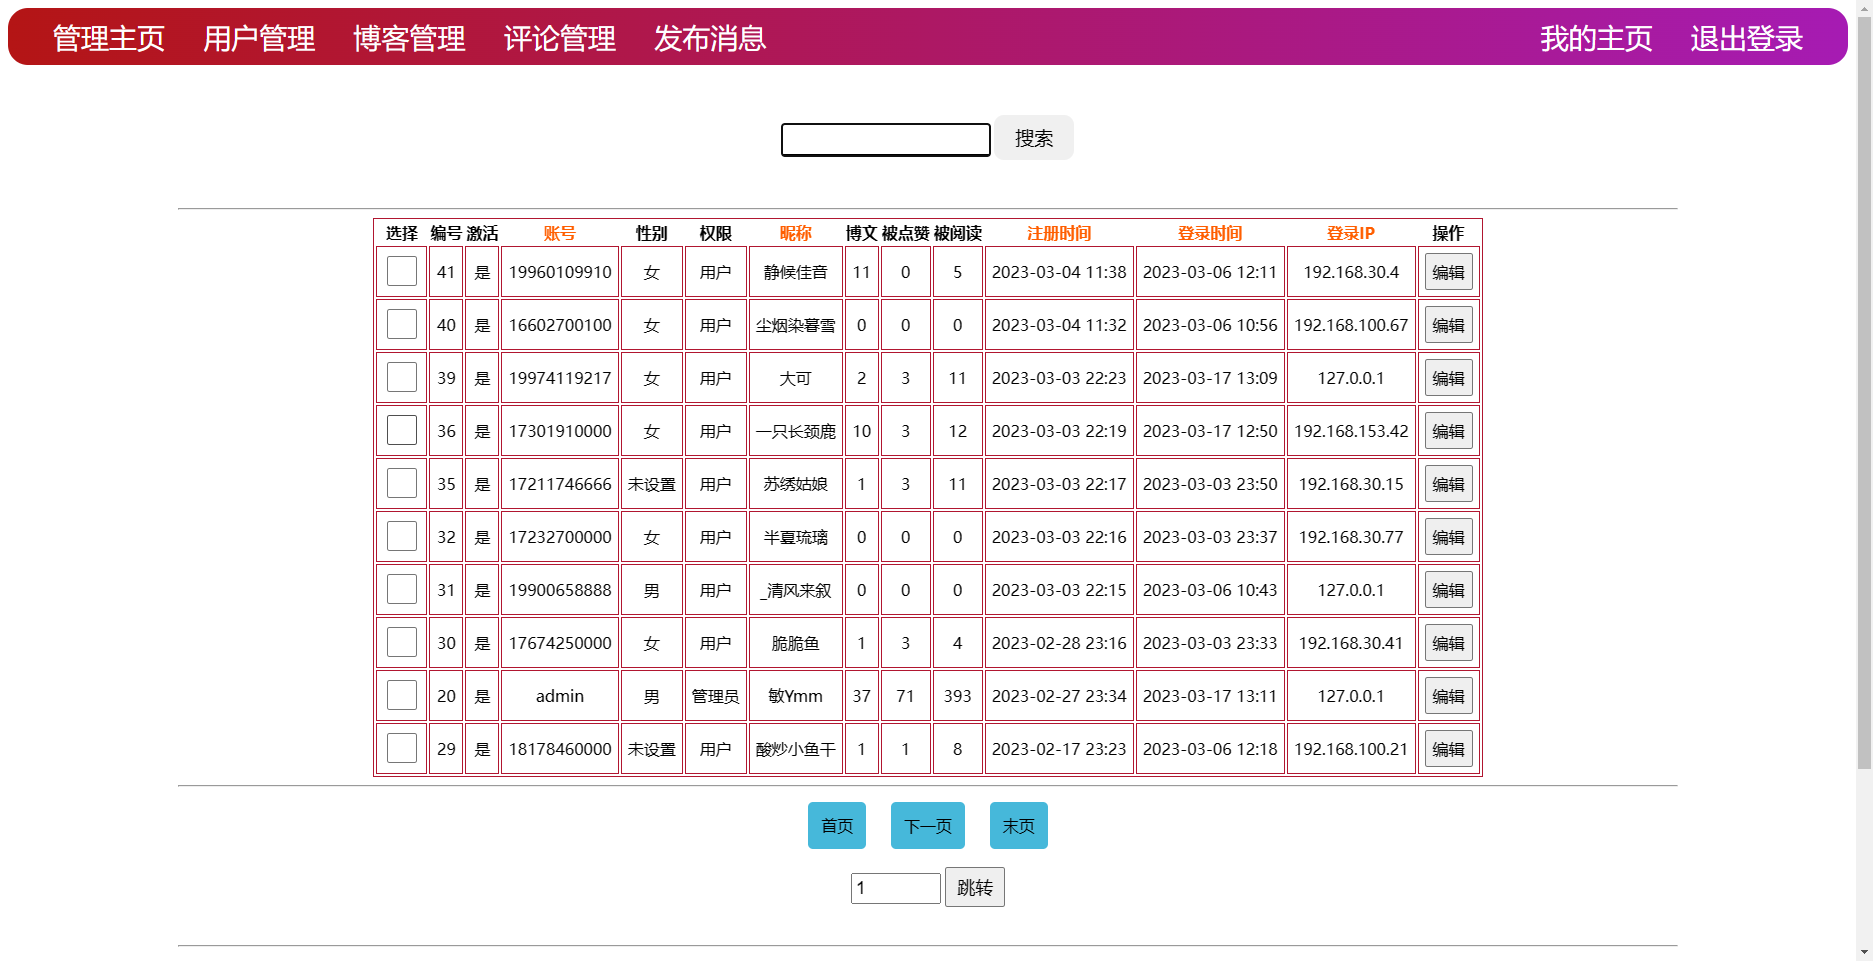 管理主页 用户管理 博客管理 评论管理 发布消息 我的主页 退出登录
搜索
选择 编号 激活 账号 性别 权限 昵称 博文 被点赞 被阅读 注册时间 登录时间 登录IP 操作
41 是 19960109910 女 用户 静候佳音 11 0 5 2023-03-04 11:38 2023-03-06 12:11 192.168.30.4 编辑
40 是 16602700100 女 用户 尘烟染暮雪 0 0 0 2023-03-04 11:32 2023-03-06 10:56 192.168.100.67 编辑
39 是 19974119217 女 用户 大可 2 3 11 2023-03-03 22:23 2023-03-17 13:09 127.0.0.1 编辑
36 是 17301910000 女 用户 一只长颈鹿 10 3 12 2023-03-03 22:19 2023-03-17 12:50 192.168.153.42 编辑
35 是 17211746666 未设置 用户 苏绣姑娘 1 3 11 2023-03-03 22:17 2023-03-03 23:50 192.168.30.15 编辑
32 是 17232700000 女 用户 半夏琉璃 0 0 0 2023-03-03 22:16 2023-03-03 23:37 192.168.30.77 编辑
31 是 19900658888 男 用户 _清风来叙 0 0 0 2023-03-03 22:15 2023-03-06 10:43 127.0.0.1 编辑
30 是 17674250000 女 用户 脆脆鱼 1 3 4 2023-02-28 23:16 2023-03-03 23:33 192.168.30.41 编辑
20 是 admin 男 管理员 敏Ymm 37 71 393 2023-02-27 23:34 2023-03-17 13:11 127.0.0.1 编辑
29 是 18178460000 未设置 用户 酸炒小鱼干 1 1 8 2023-02-17 23:23 2023-03-06 12:18 192.168.100.21 编辑
首页 下一页 末页
1 跳转